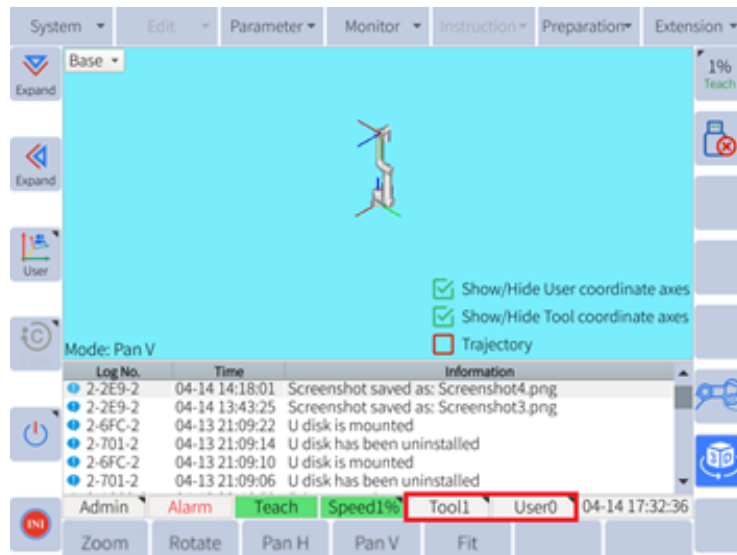 System Edit Parameter Monitor Instruction Preparation Extension
Base
1%
Teach
Expand
Expand
User
Show/Hide User coordinate axes
Show/Hide Tool coordinate axes
Trajectory
Mode: Pan V
Log No. Time Information
2-2E9-2 04-14 14:18:01 Screenshot saved as: Screenshot4.png
2-2E9-2 04-14 13:43:25 Screenshot saved as: Screenshot3.png
2-6FC-2 04-13 21:09:22 U disk is mounted
2-701-2 04-13 21:09:14 U disk has been uninstalled
2-6FC-2 04-13 21:09:10 U disk is mounted
2-701-2 04-13 21:09:06 U disk has been uninstalled
Admin Alarm Teach Speed1% Tool1 User0 04-14 17:32:36
INI
Zoom Rotate Pan H Pan V Fit